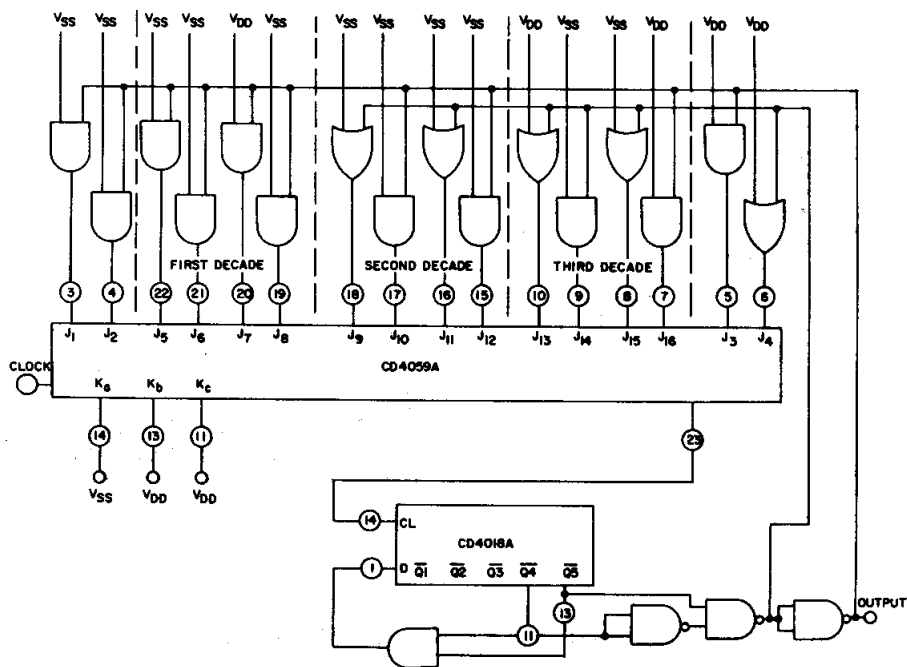 VSS VSS VSS VSS VDD VSS VSS VSS VSS VSS VDD VSS VSS VDD VDD VDD
FIRST DECADE SECOND DECADE THIRD DECADE
3 4 22 21 20 19 18 17 16 15 10 9 8 7 5 6
J1 J2 J5 J6 J7 J8 J9 J10 J11 J12 J13 J14 J15 J16 J3 J4
CD4059A
CLOCK
Ka Kb Kc
14 13 11 23
VSS VDD VDD
14 CL
CD4018A
1 D Q1 Q2 Q3 Q4 Q5
OUTPUT
11 13